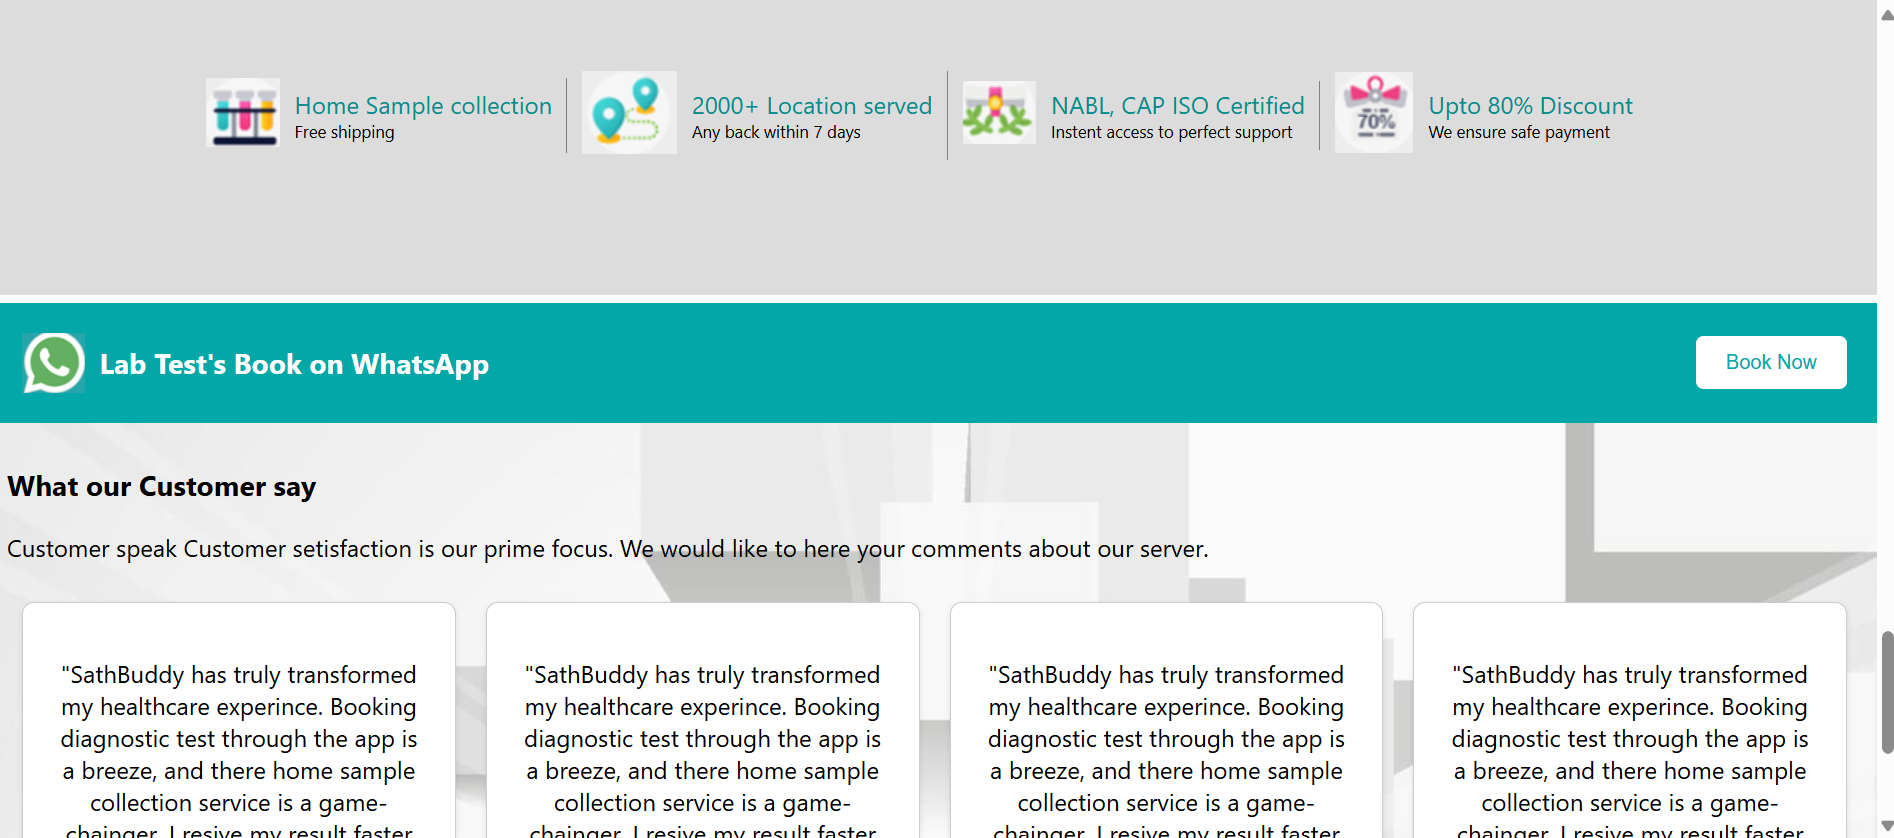 Home Sample collection
Free shipping
2000+ Location served
Any back within 7 days
NABL, CAP ISO Certified
Instent access to perfect support
70%
Upto 80% Discount
We ensure safe payment
Lab Test's Book on WhatsApp
Book Now
What our Customer say
Customer speak Customer setisfaction is our prime focus. We would like to here your comments about our server.
"SathBuddy has truly transformed
my healthcare experince. Booking
diagnostic test through the app is
a breeze, and there home sample
collection service is a game-
chainger. I resive my result faster
"SathBuddy has truly transformed
my healthcare experince. Booking
diagnostic test through the app is
a breeze, and there home sample
collection service is a game-
chainger. I resive my result faster
"SathBuddy has truly transformed
my healthcare experince. Booking
diagnostic test through the app is
a breeze, and there home sample
collection service is a game-
chainger. I resive my result faster
"SathBuddy has truly transformed
my healthcare experince. Booking
diagnostic test through the app is
a breeze, and there home sample
collection service is a game-
chainger. I resive my result faster